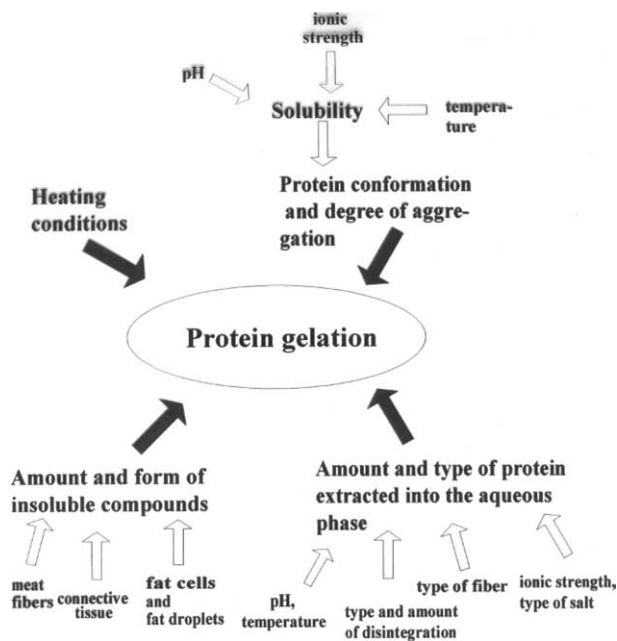 ionic
strength
pH
Solubility
tempera-
ture
Protein conformation
and degree of aggre-
gation
Heating
conditions
Protein gelation
Amount and form of
insoluble compounds
Amount and type of protein
extracted into the aqueous
phase
meat
fibers
connective
tissue
fat cells
and
fat droplets
pH,
temperature
type and amount
of disintegration
type of fiber
ionic strength,
type of salt